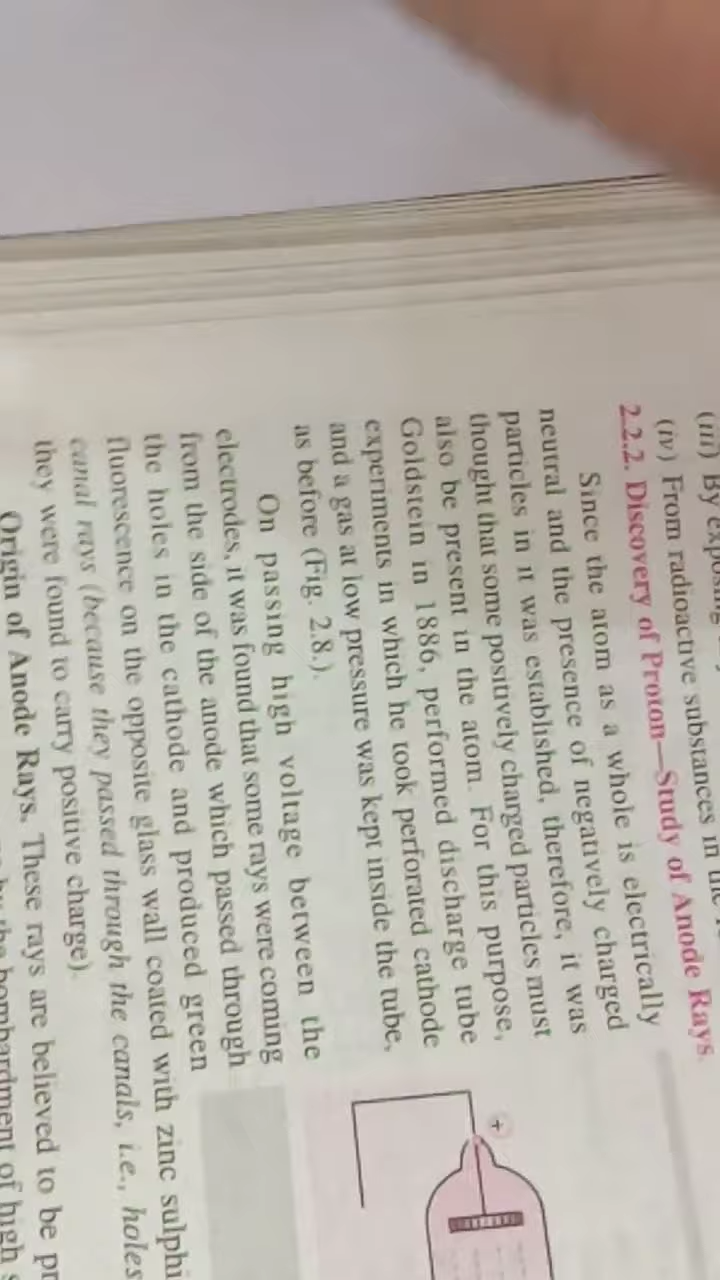 (iii) By
(iv) From radioactive substances in the
2.2.2. Discovery of Proton—Study of Anode Rays.
Since the atom as a whole is electrically
neutral and the presence of negatively charged
particles in it was established, therefore, it was
thought that some positively charged particles must
also be present in the atom. For this purpose,
Goldstein in 1886, performed discharge tube
experiments in which he took perforated cathode
and a gas at low pressure was kept inside the tube,
as before (Fig. 2.8.).
On passing high voltage between the
electrodes, it was found that some rays were coming
from the side of the anode which passed through
the holes in the cathode and produced green
fluorescence on the opposite glass wall coated with zinc sulphi
canal rays (because they passed through the canals, i.e., holes
they were found to carry positive charge).
Origin of Anode Rays. These rays are believed to be pr
the bombardment of high
+